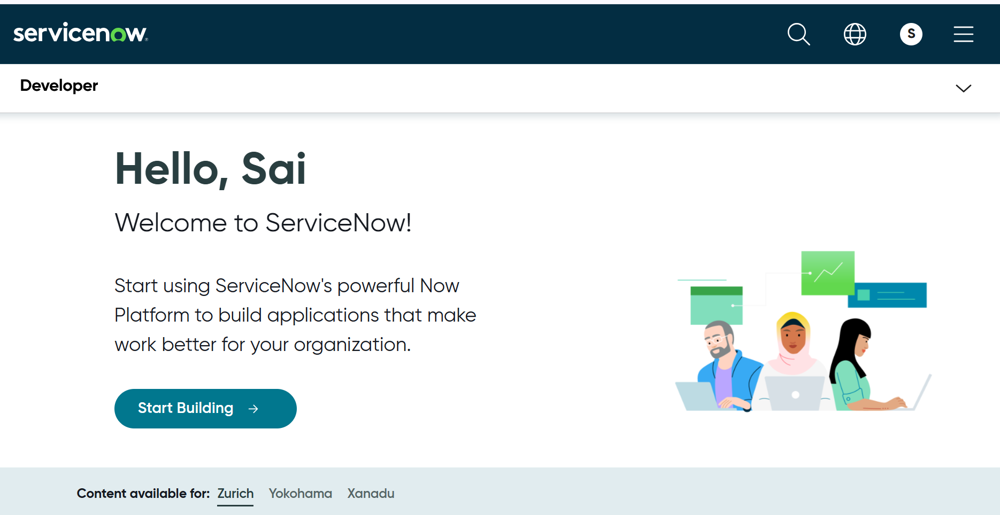 servicenow®
S
Developer
Hello, Sai
Welcome to ServiceNow!
Start using ServiceNow's powerful Now
Platform to build applications that make
work better for your organization.
Start Building →
Content available for: Zurich Yokohama Xanadu